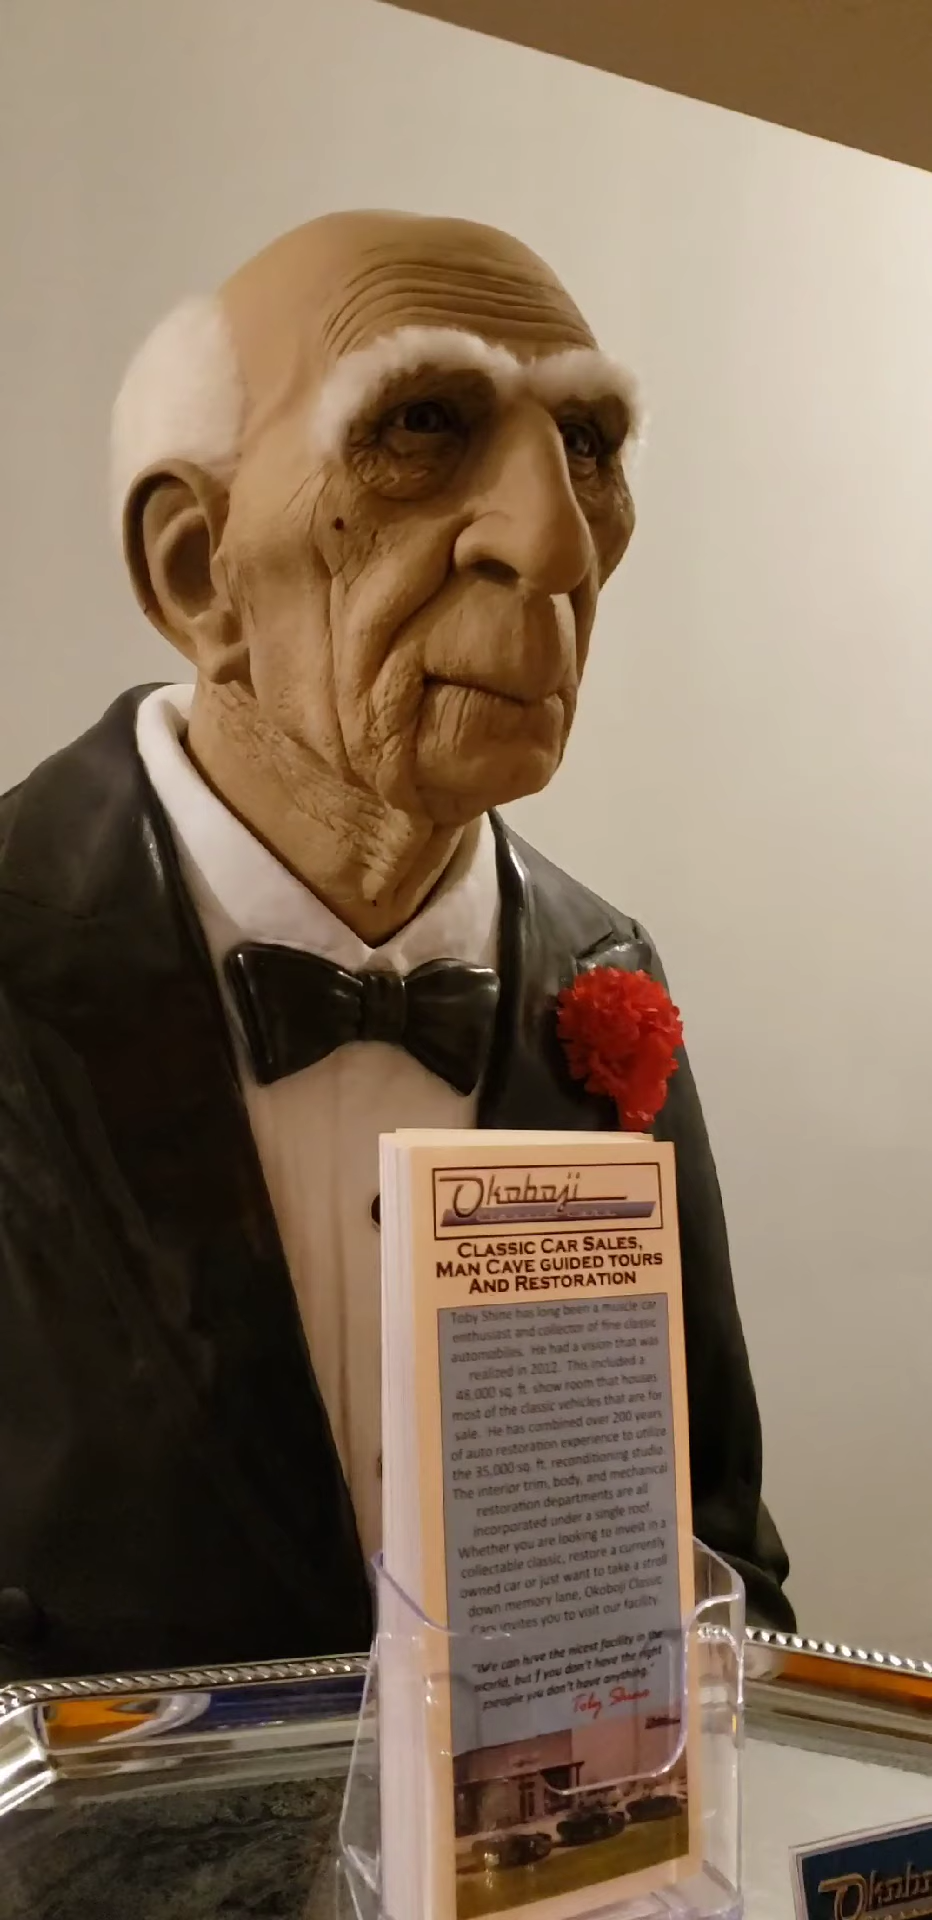 Okoboji
CLASSIC CARS
CLASSIC CAR SALES,
MAN CAVE GUIDED TOURS
AND RESTORATION
Toby Shine has long been a muscle car
enthusiast and collector of fine classic
automobiles. He had a vision that was
realized in 2012. This included a
48,000 sq. ft. show room that houses
most of the classic vehicles that are for
sale. He has combined over 200 years
of auto restoration experience to utilize
the 35,000 sq. ft. reconditioning studio.
The interior trim, body, and mechanical
restoration departments are all
incorporated under a single roof.
Whether you are looking to invest in a
collectable classic, restore a currently
owned car or just want to take a stroll
down memory lane, Okoboji Classic
Cars invites you to visit our facility.
"We can have the nicest facility in the
world, but if you don't have the right
people you don't have anything."
Toby Shine